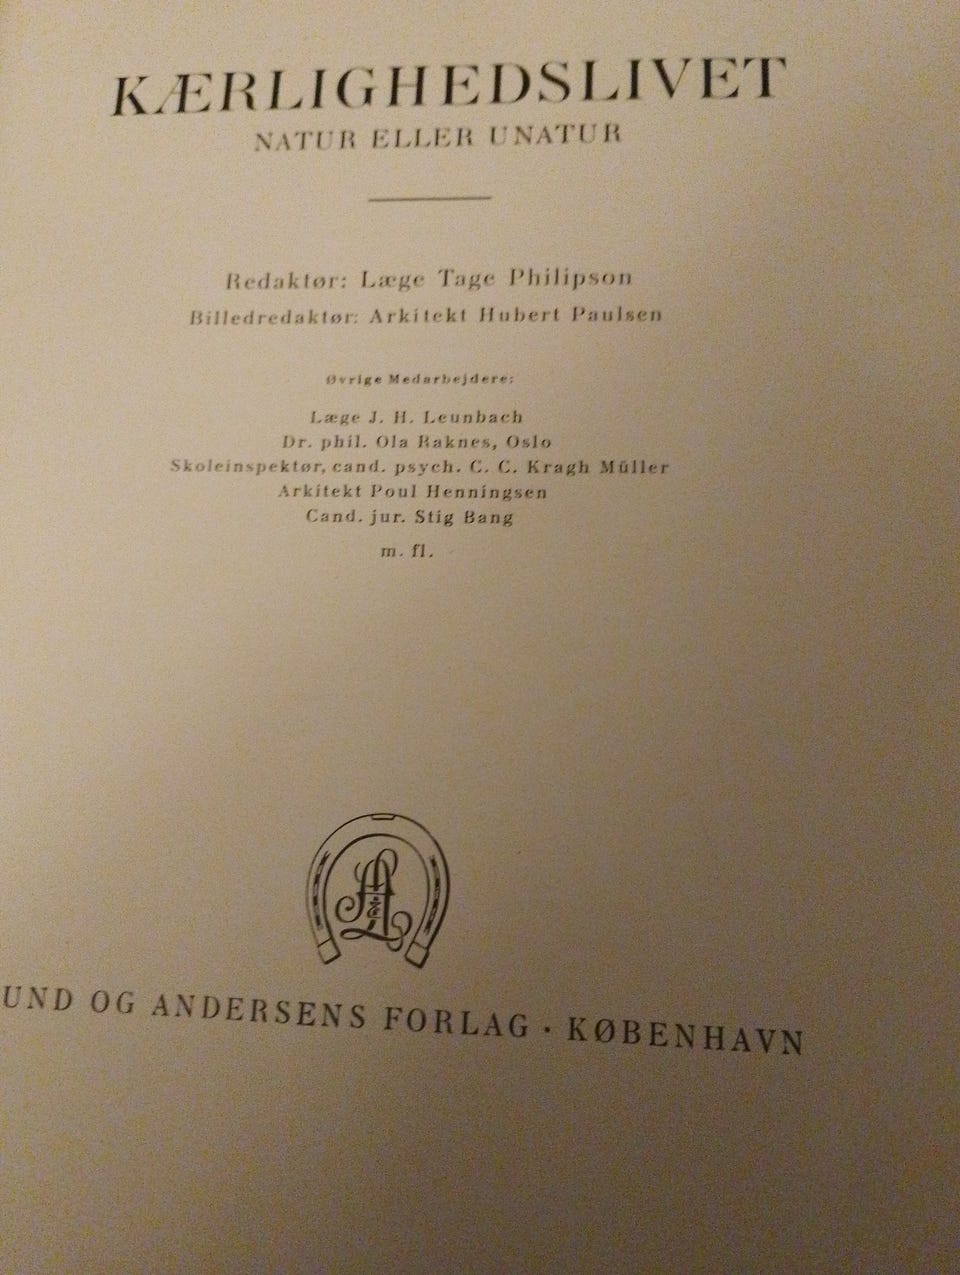 KÆRLIGHEDSLIVET
NATUR ELLER UNATUR
Redaktør: Læge Tage Philipson
Billedredaktør: Arkitekt Hubert Paulsen
Øvrige Medarbejdere:
Læge J. H. Leunbach
Dr. phil. Ola Raknes, Oslo
Skoleinspektør, cand. psych. C. C. Kragh Müller
Arkitekt Poul Henningsen
Cand. jur. Stig Bang
m. fl.
UND OG ANDERSENS FORLAG · KØBENHAVN